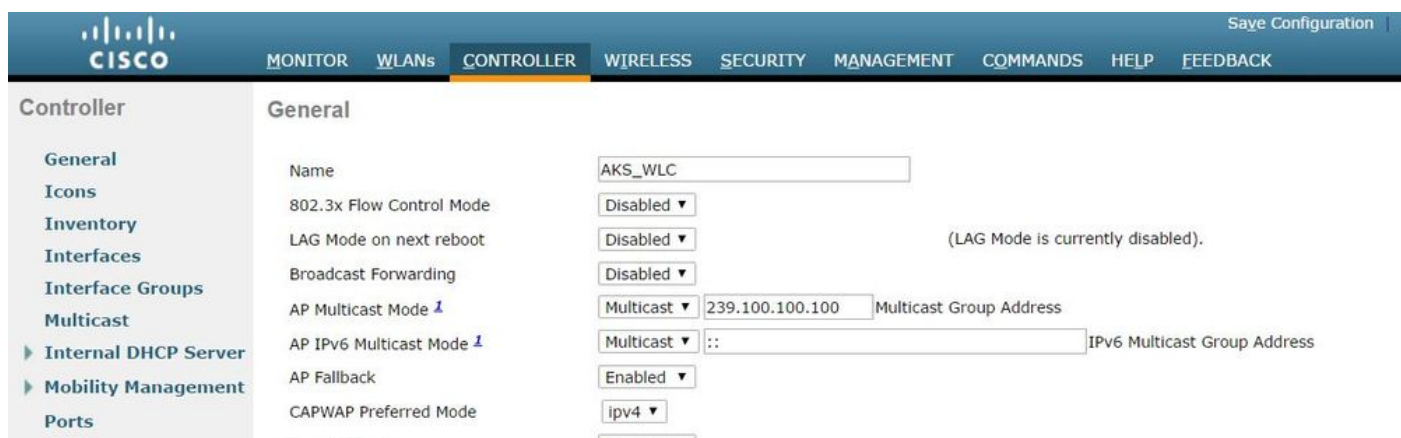 Save Configuration
CISCO
MONITOR WLANs CONTROLLER WIRELESS SECURITY MANAGEMENT COMMANDS HELP FEEDBACK
Controller
General
Icons
Inventory
Interfaces
Interface Groups
Multicast
Internal DHCP Server
Mobility Management
Ports
General
Name AKS_WLC
802.3x Flow Control Mode Disabled
LAG Mode on next reboot Disabled (LAG Mode is currently disabled).
Broadcast Forwarding Disabled
AP Multicast Mode 1 Multicast 239.100.100.100 Multicast Group Address
AP IPv6 Multicast Mode 1 Multicast :: IPv6 Multicast Group Address
AP Fallback Enabled
CAPWAP Preferred Mode ipv4